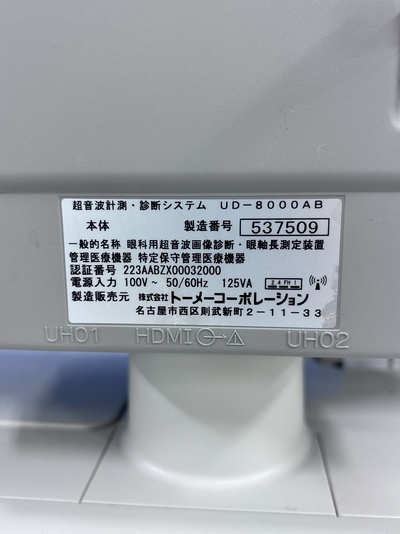 超音波計測・診断システム UD-8000AB
本体 製造番号 537509
一般的名称 眼科用超音波画像診断・眼軸長測定装置
管理医療機器 特定保守管理医療機器
認証番号 223AABZX00032000
電源入力 100V～ 50/60Hz 125VA 2.4FH1
製造販売元 株式会社トーメーコーポレーション
名古屋市西区則武新町2-11-33
UH01 HDMI UH02